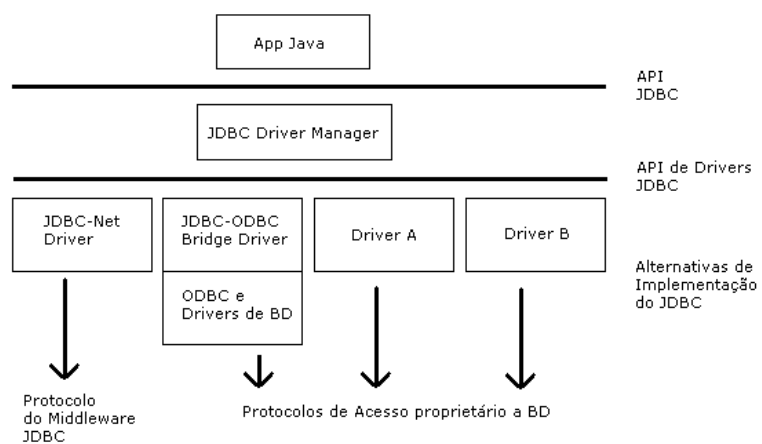 App Java
API
JDBC
JDBC Driver Manager
API de Drivers
JDBC
JDBC-Net
Driver
JDBC-ODBC
Bridge Driver
Driver A
Driver B
ODBC e
Drivers de BD
Alternativas de
Implementação
do JDBC
Protocolo
do Middleware
JDBC
Protocolos de Acesso proprietário a BD